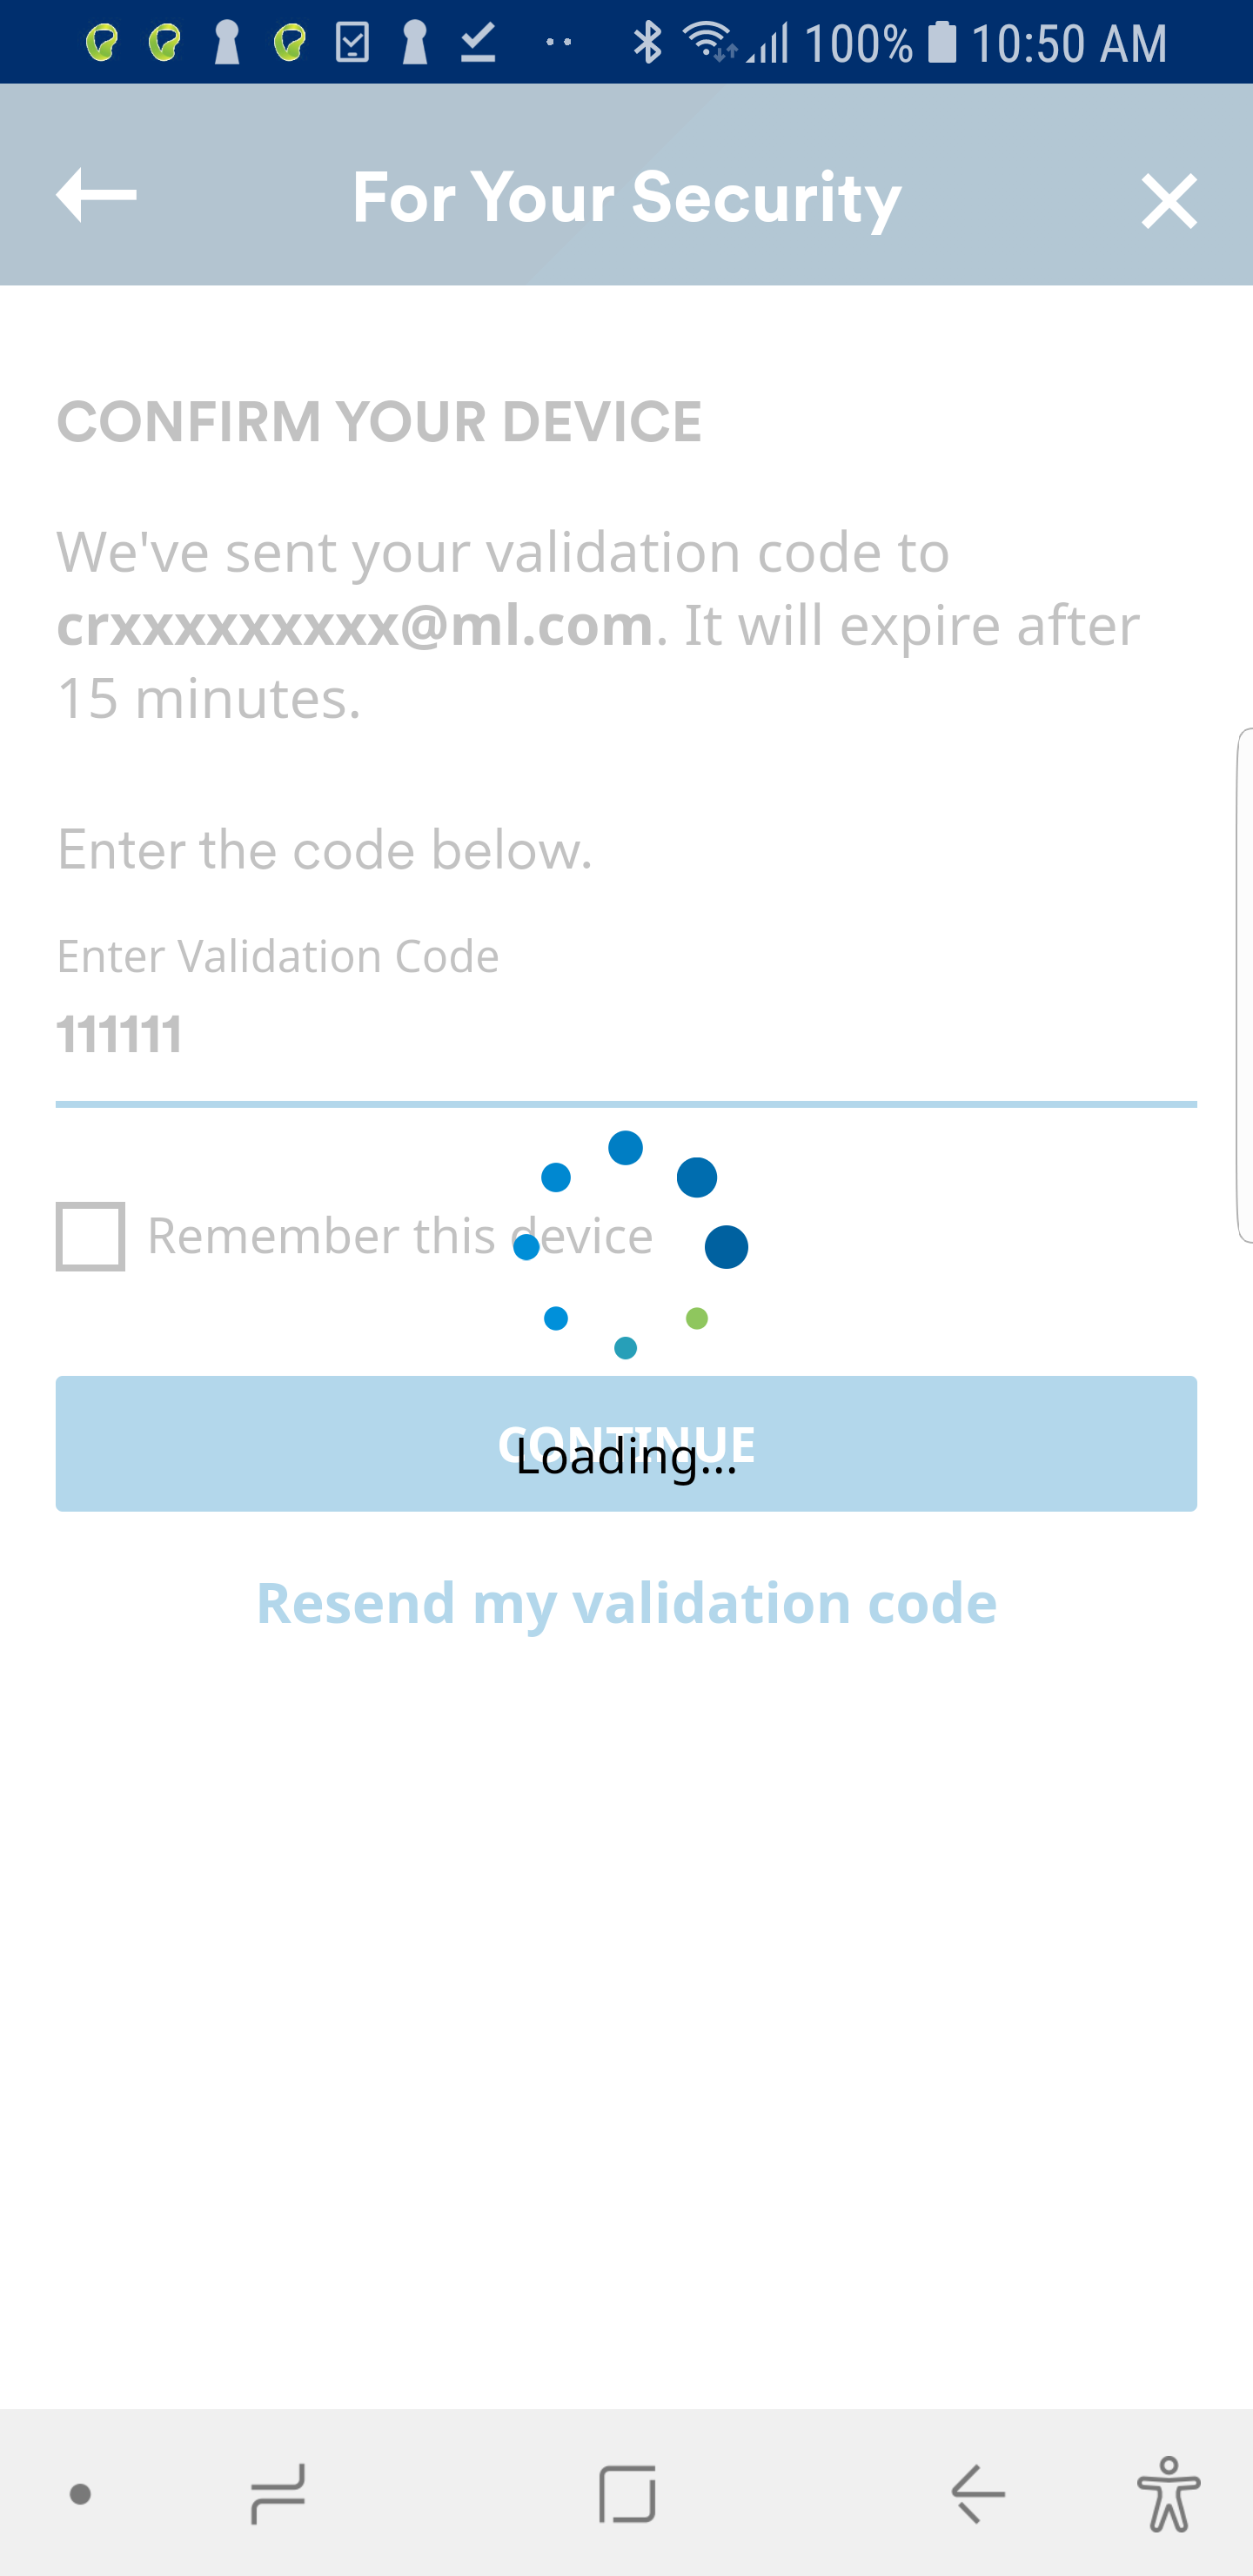 100% 10:50 AM
For Your Security
CONFIRM YOUR DEVICE
We've sent your validation code to
crxxxxxxxxx@ml.com. It will expire after
15 minutes.
Enter the code below.
Enter Validation Code
111111
Remember this device
CONTINUE
Loading...
Resend my validation code